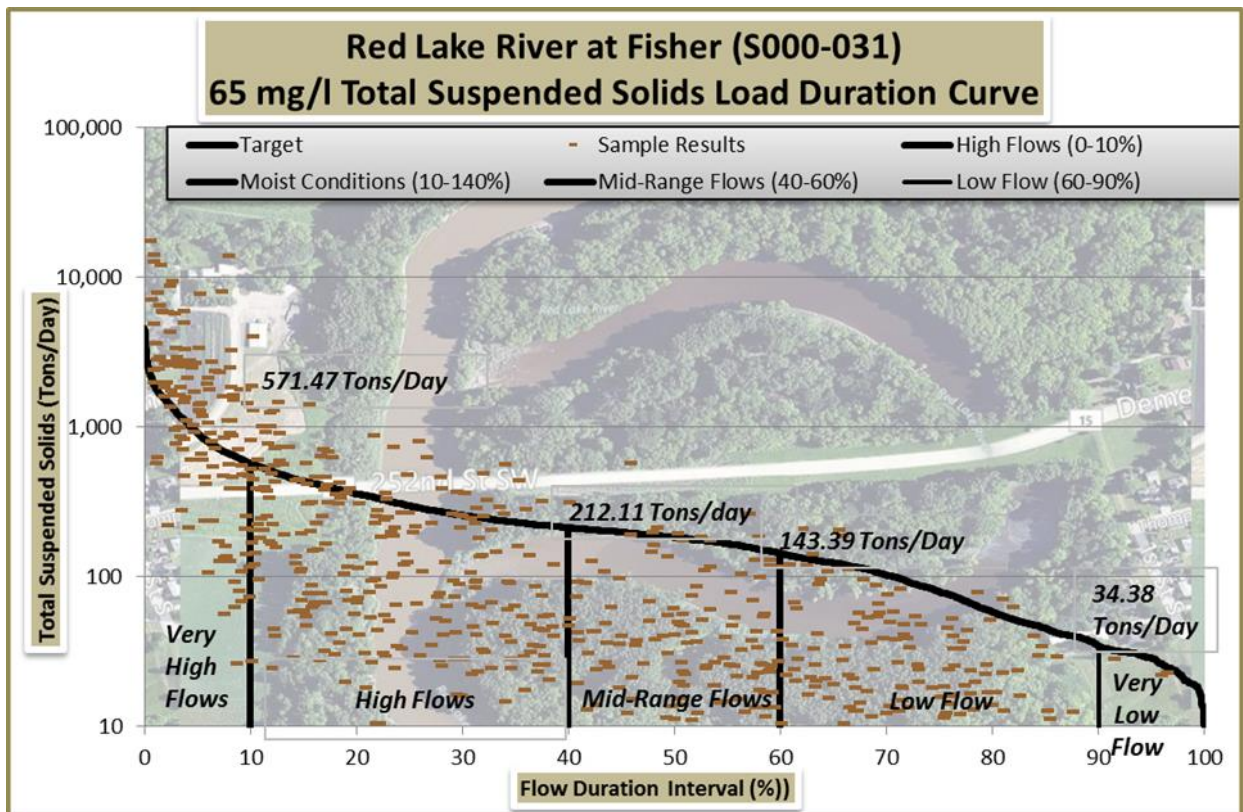 Red Lake River at Fisher (S000-031)
65 mg/l Total Suspended Solids Load Duration Curve
100,000
10,000
1,000
100
10
Total Suspended Solids (Tons/Day)
Target
Sample Results
High Flows (0-10%)
Moist Conditions (10-140%)
Mid-Range Flows (40-60%)
Low Flow (60-90%)
Red Lake River
571.47 Tons/Day
15
252nd St SW
212.11 Tons/day
143.39 Tons/Day
34.38
Tons/Day
Very
High
Flows
High Flows
Mid-Range Flows
Low Flow
Very
Low
Flow
0
10
20
30
40
50
60
70
80
90
100
Flow Duration Interval (%))